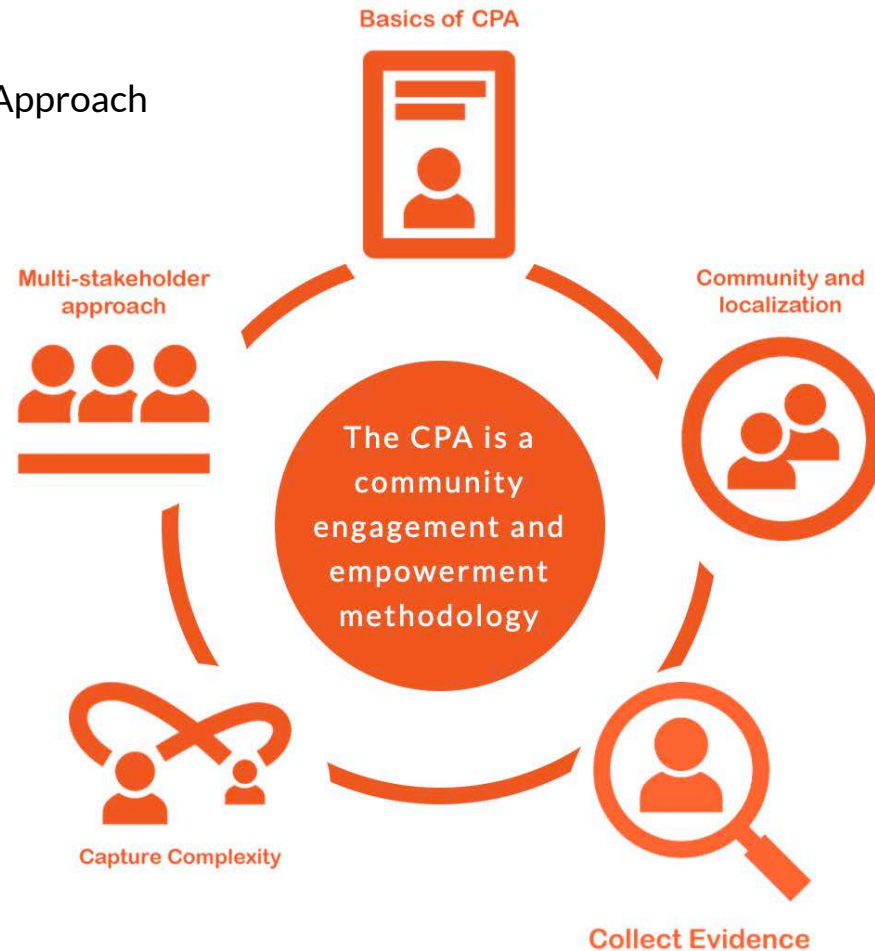 Basics of CPA
Approach
Multi-stakeholder
approach
Community and
localization
The CPA is a
community
engagement and
empowerment
methodology
Capture Complexity
Collect Evidence